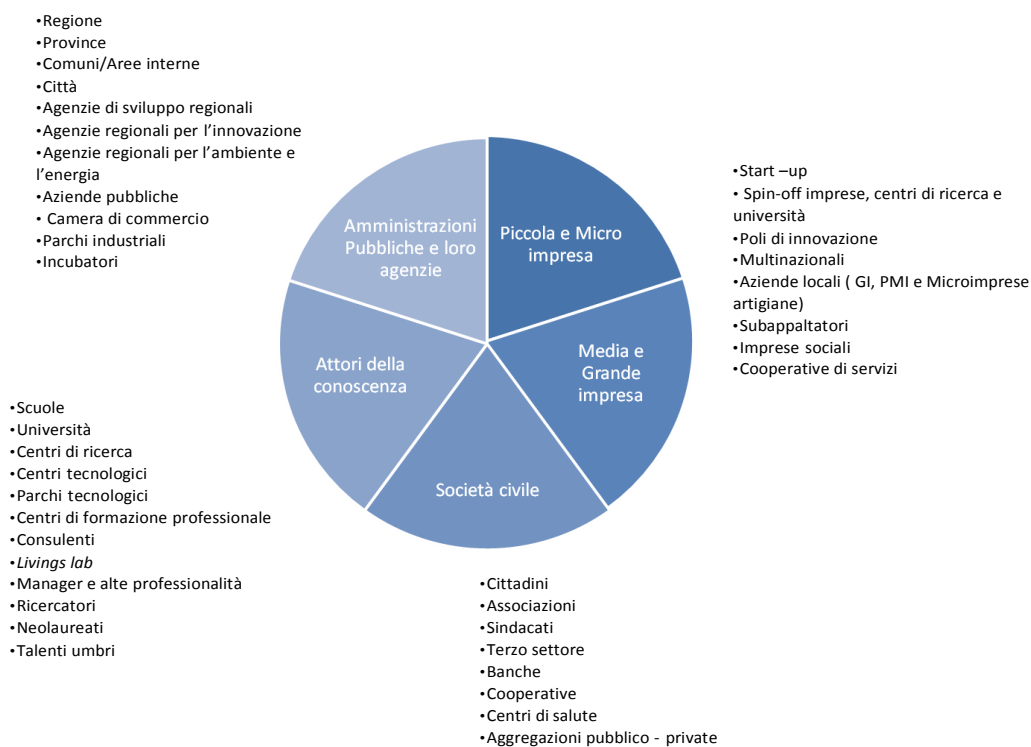 •Regione
•Province
•Comuni/Aree interne
•Città
•Agenzie di sviluppo regionali
•Agenzie regionali per l'innovazione
•Agenzie regionali per l'ambiente e
l'energia
•Aziende pubbliche
• Camera di commercio
•Parchi industriali
•Incubatori
Amministrazioni
Pubbliche e loro
agenzie
Piccola e Micro
impresa
•Start –up
• Spin-off imprese, centri di ricerca e
università
•Poli di innovazione
•Multinazionali
•Aziende locali ( GI, PMI e Microimprese
artigiane)
•Subappaltatori
•Imprese sociali
•Cooperative di servizi
Attori della
conoscenza
Media e
Grande
impresa
Società civile
•Scuole
•Università
•Centri di ricerca
•Centri tecnologici
•Parchi tecnologici
•Centri di formazione professionale
•Consulenti
•Livings lab
•Manager e alte professionalità
•Ricercatori
•Neolaureati
•Talenti umbri
•Cittadini
•Associazioni
•Sindacati
•Terzo settore
•Banche
•Cooperative
•Centri di salute
•Aggregazioni pubblico - private